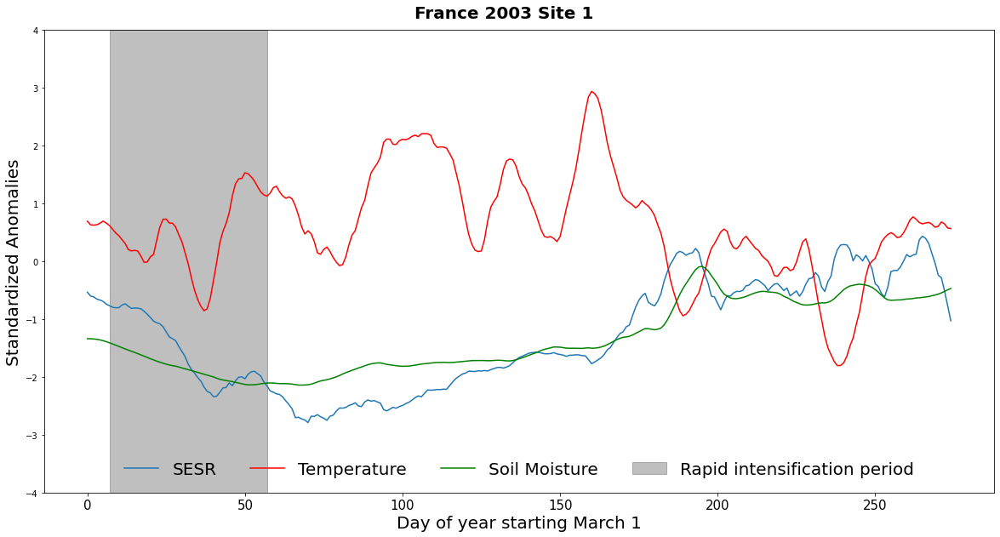 France 2003 Site 1
Standardized Anomalies
4
3
2
1
0
−1
−2
−3
−4
SESR Temperature Soil Moisture Rapid intensification period
0 50 100 150 200 250
Day of year starting March 1